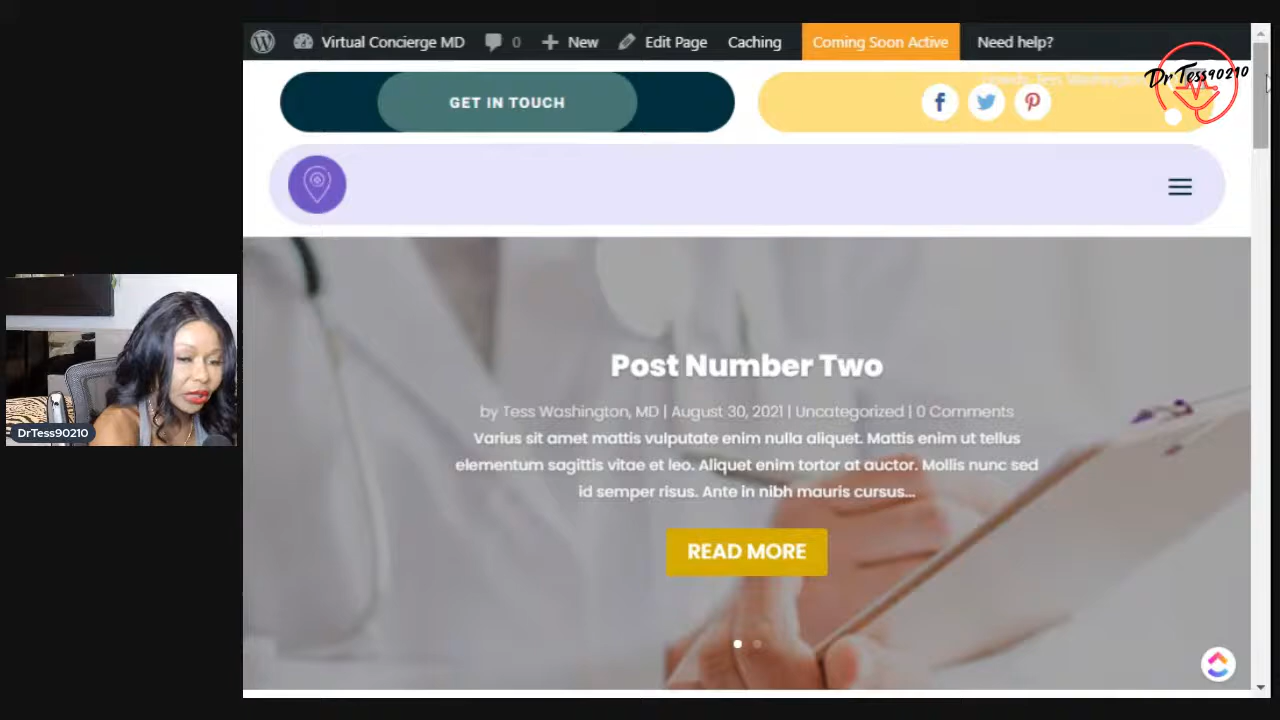 Virtual Concierge MD 0 New Edit Page Caching Coming Soon Active Need help?
Tess Washington
DrTess90210
GET IN TOUCH
Post Number Two
by Tess Washington, MD | August 30, 2021 | Uncategorized | 0 Comments
Varius sit amet mattis vulputate enim nulla aliquet. Mattis enim ut tellus
elementum sagittis vitae et leo. Aliquet enim tortor at auctor. Mollis nunc sed
id semper risus. Ante in nibh mauris cursus...
READ MORE
DrTess90210